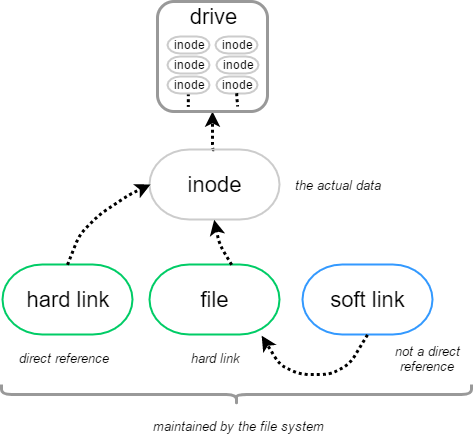 drive
inode inode
inode inode
inode inode
inode
the actual data
hard link
file
soft link
direct reference
hard link
not a direct
reference
maintained by the file system